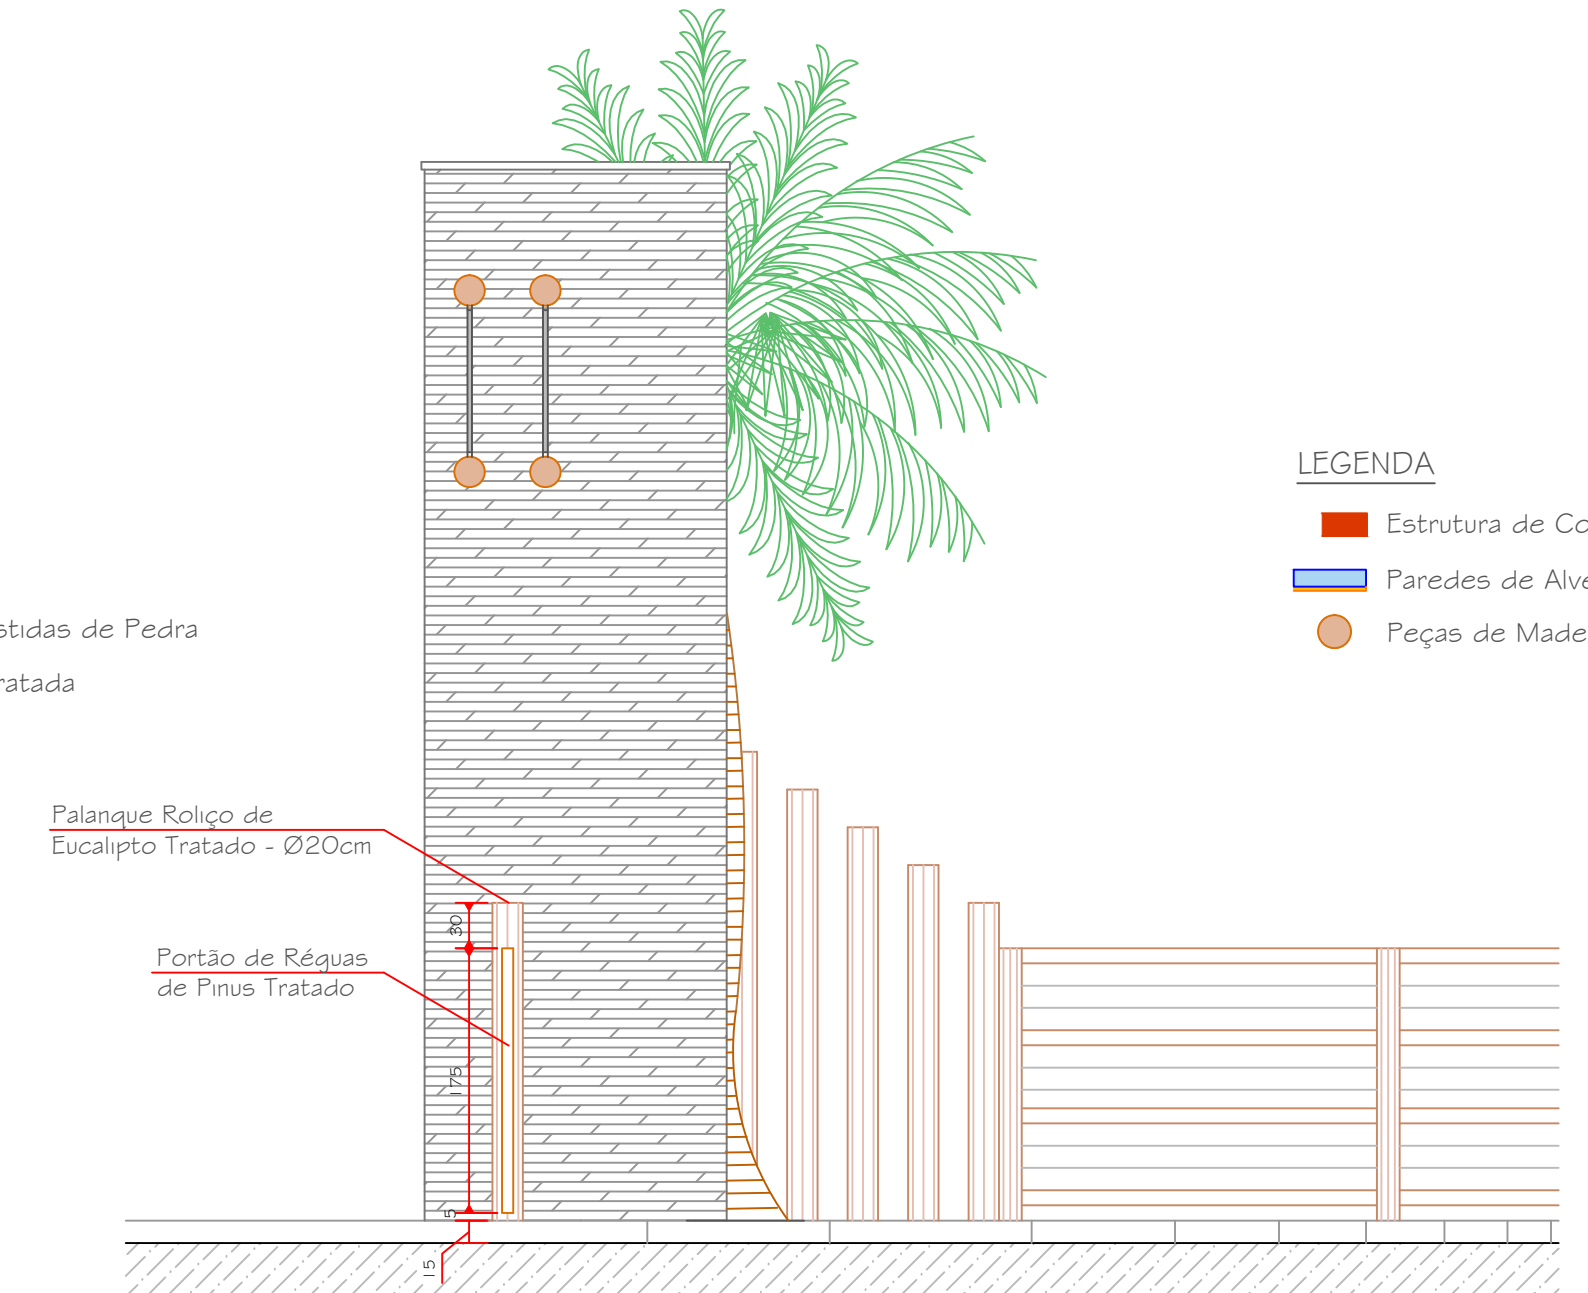 LEGENDA
Estrutura de Co
Paredes de Alve
Peças de Made
stidas de Pedra
ratada
Palanque Roliço de
Eucalipto Tratado - Ø20cm
Portão de Réguas
de Pinus Tratado
30
175
5
15